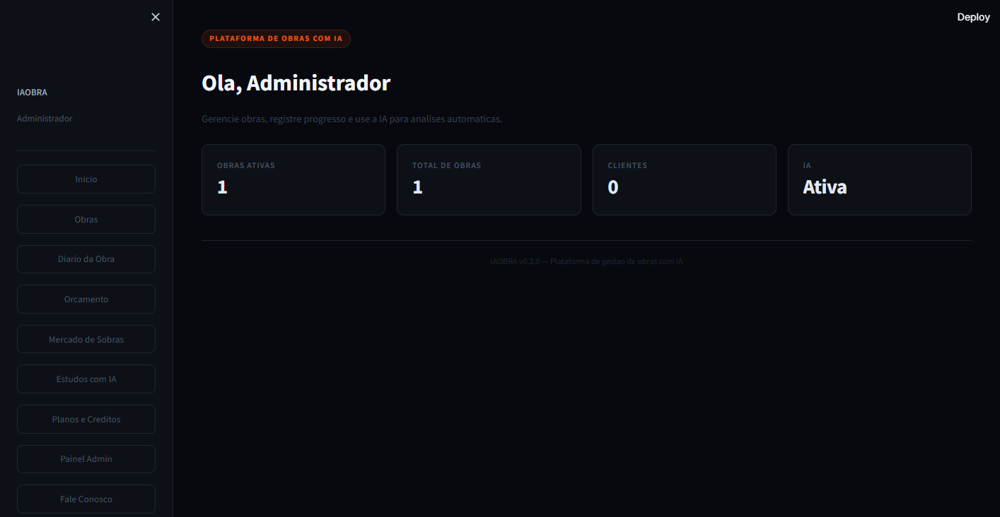 Deploy
IAOBRA
Administrador
Inicio
Obras
Diario da Obra
Orcamento
Mercado de Sobras
Estudos com IA
Planos e Creditos
Painel Admin
Fale Conosco
PLATAFORMA DE OBRAS COM IA
Ola, Administrador
Gerencie obras, registre progresso e use a IA para analises automaticas.
OBRAS ATIVAS
1
TOTAL DE OBRAS
1
CLIENTES
0
IA
Ativa
IAOBRA v0.2.0 — Plataforma de gestao de obras com IA